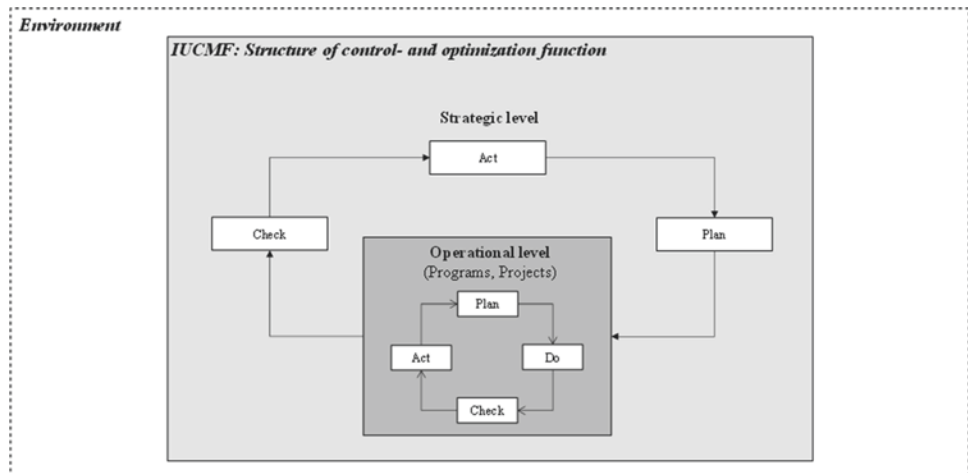 Environment
IUCMF: Structure of control- and optimization function
Strategic level
Act
Check
Plan
Operational level
(Programs, Projects)
Plan
Act
Do
Check